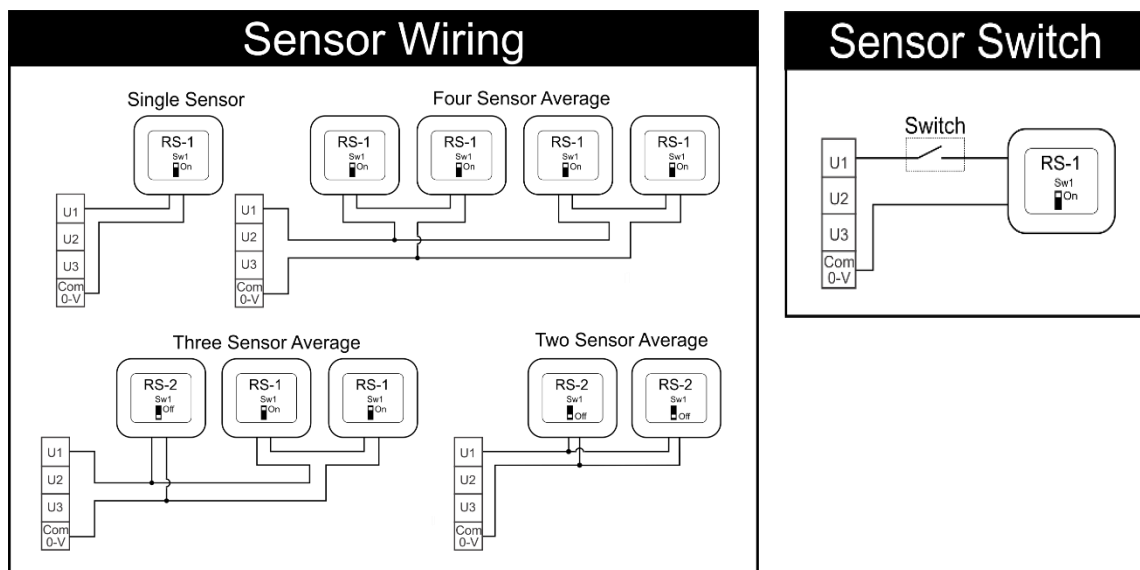 Sensor Wiring
Single Sensor
RS-1
Sw1
On
U1
U2
U3
Com
0-V
Four Sensor Average
RS-1
Sw1
On
RS-1
Sw1
On
RS-1
Sw1
On
RS-1
Sw1
On
U1
U2
U3
Com
0-V
Three Sensor Average
RS-2
Sw1
Off
RS-1
Sw1
On
RS-1
Sw1
On
U1
U2
U3
Com
0-V
Two Sensor Average
RS-2
Sw1
Off
RS-2
Sw1
Off
U1
U2
U3
Com
0-V
Sensor Switch
Switch
U1
U2
U3
Com
0-V
RS-1
Sw1
On